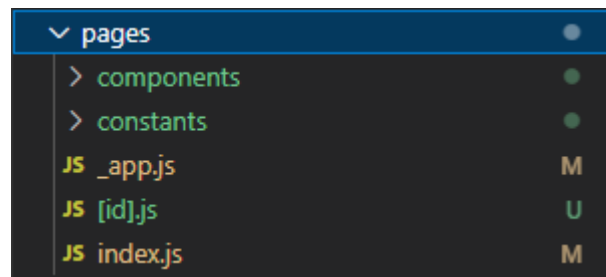 pages
components
constants
JS _app.js M
JS [id].js U
JS index.js M